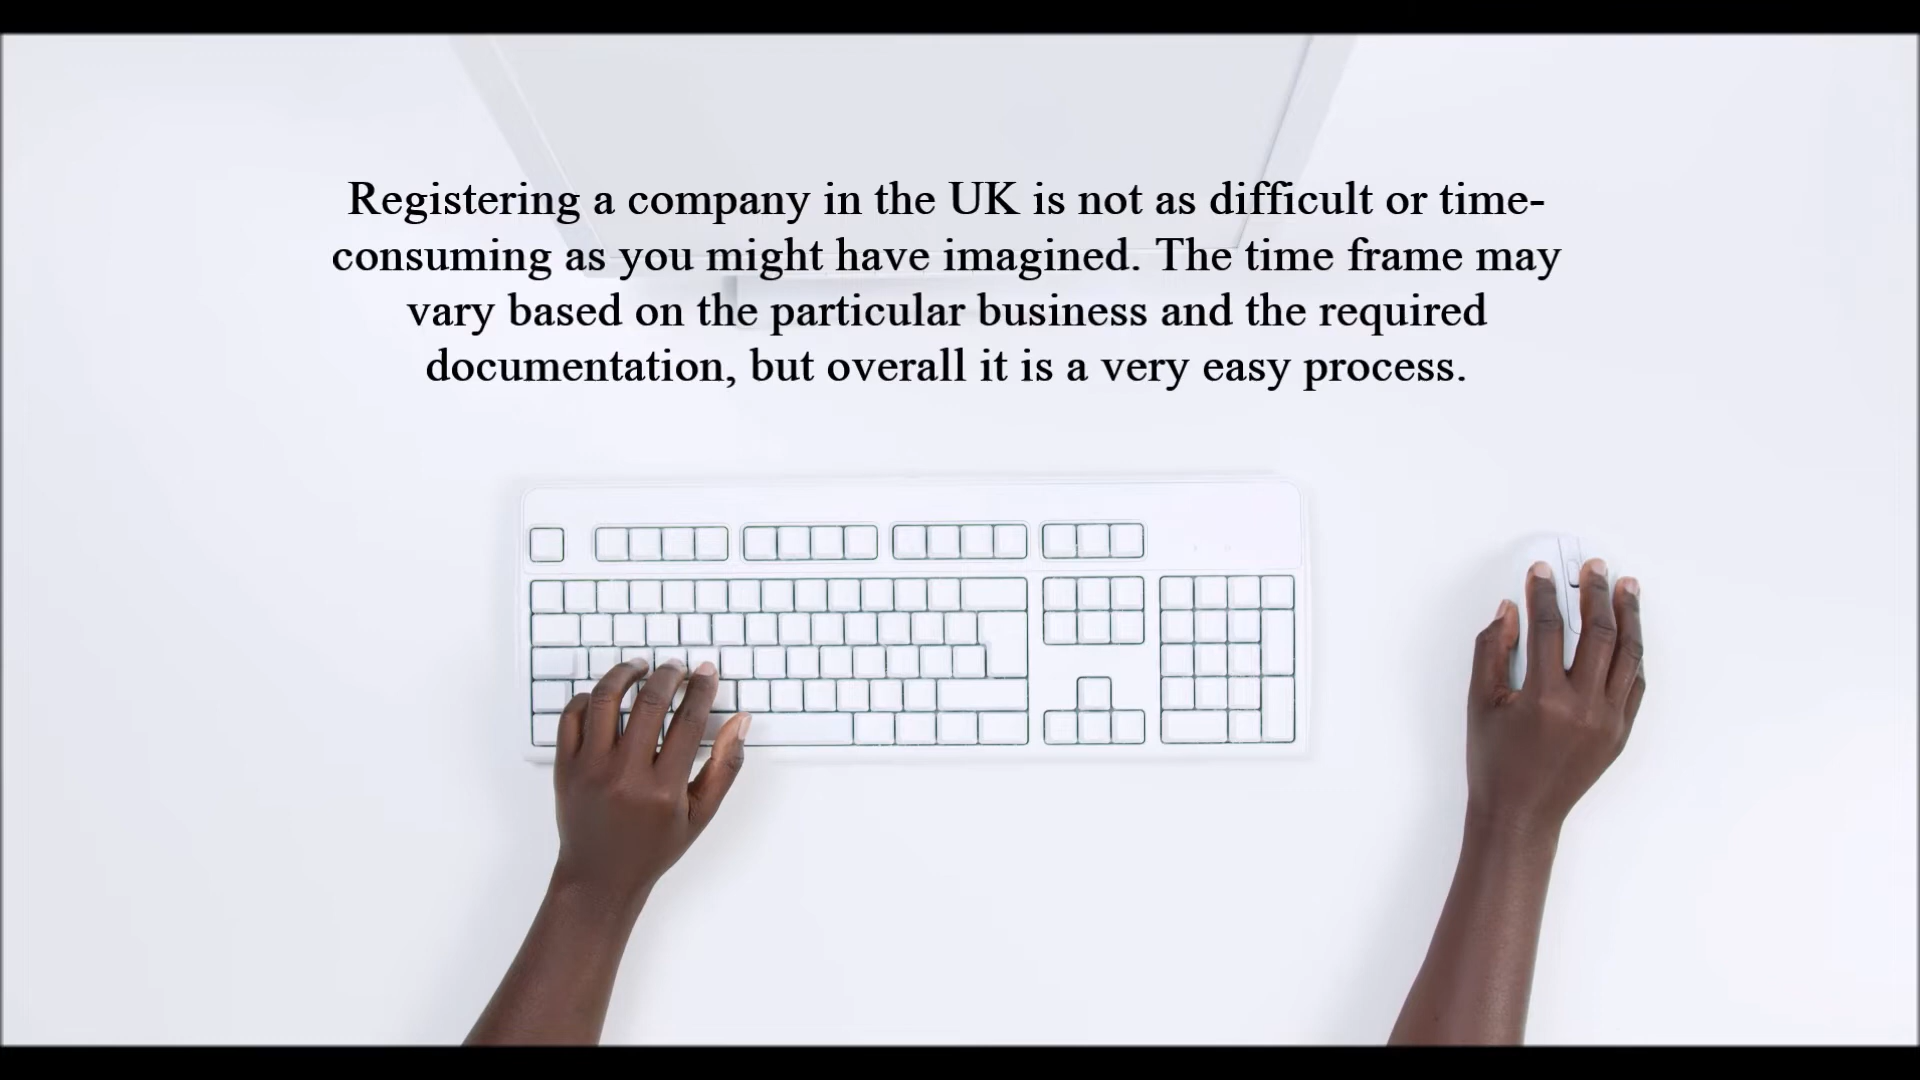 Registering a company in the UK is not as difficult or time-
consuming as you might have imagined. The time frame may
vary based on the particular business and the required
documentation, but overall it is a very easy process.